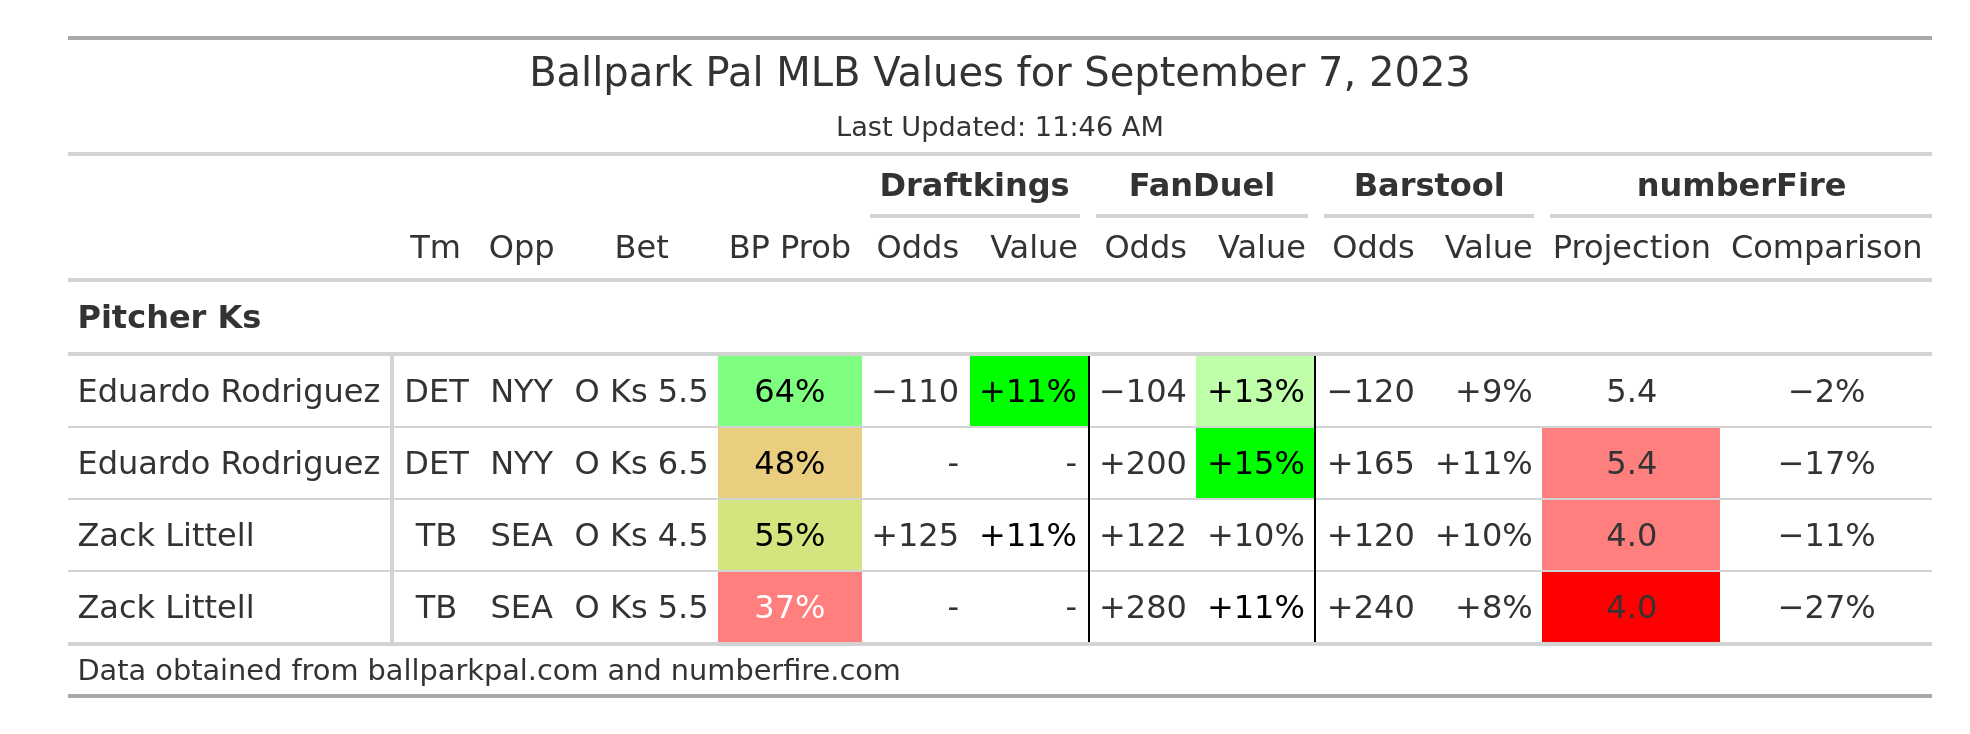 Ballpark Pal MLB Values for September 7, 2023
Last Updated: 11:46 AM
Draftkings FanDuel Barstool numberFire
Tm Opp Bet BP Prob Odds Value Odds Value Odds Value Projection Comparison
Pitcher Ks
Eduardo Rodriguez DET NYY O Ks 5.5 64% −110 +11% −104 +13% −120 +9% 5.4 −2%
Eduardo Rodriguez DET NYY O Ks 6.5 48% - - +200 +15% +165 +11% 5.4 −17%
Zack Littell TB SEA O Ks 4.5 55% +125 +11% +122 +10% +120 +10% 4.0 −11%
Zack Littell TB SEA O Ks 5.5 37% - - +280 +11% +240 +8% 4.0 −27%
Data obtained from ballparkpal.com and numberfire.com